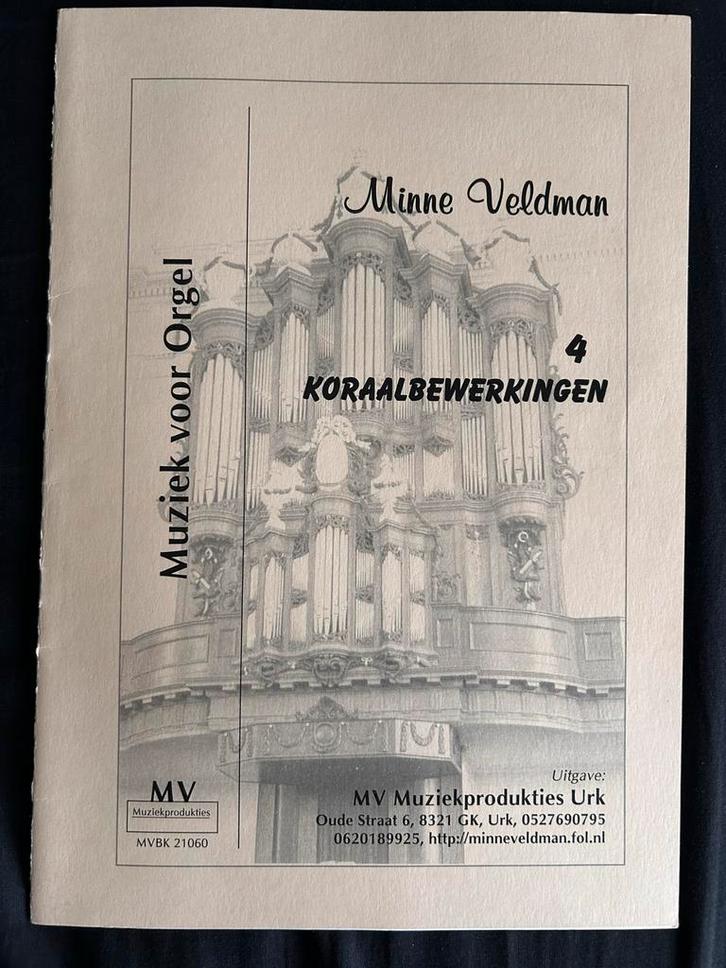 Minne Veldman
4
KORAALBEWERKINGEN
Muziek voor Orgel
MV
Muziekprodukties
MVBK 21060
Uitgave:
MV Muziekprodukties Urk
Oude Straat 6, 8321 GK, Urk, 0527690795
0620189925, http://minneveldman.fol.nl